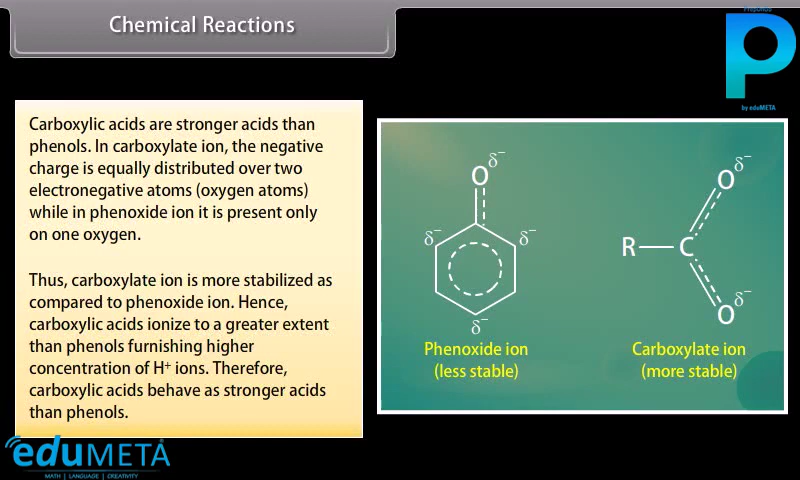 Chemical Reactions
Preponds
by eduMETA
Carboxylic acids are stronger acids than
phenols. In carboxylate ion, the negative
charge is equally distributed over two
electronegative atoms (oxygen atoms)
while in phenoxide ion it is present only
on one oxygen.
Thus, carboxylate ion is more stabilized as
compared to phenoxide ion. Hence,
carboxylic acids ionize to a greater extent
than phenols furnishing higher
concentration of H⁺ ions. Therefore,
carboxylic acids behave as stronger acids
than phenols.
O δ⁻
δ⁻ δ⁻
δ⁻
Phenoxide ion
(less stable)
O δ⁻
R C
O δ⁻
Carboxylate ion
(more stable)
eduMETA
MATH | LANGUAGE | CREATIVITY